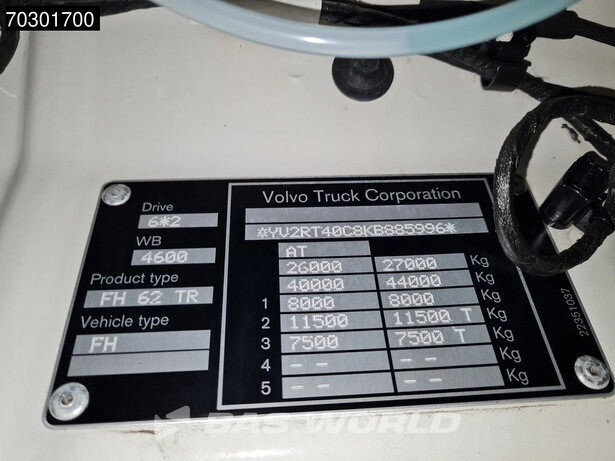 70301700
Volvo Truck Corporation
Drive
6*2
WB
4600
Product type
FH 62 TR
Vehicle type
FH
*YV2RT40C8KB885996*
AT
26000 27000 Kg
40000 44000 Kg
1 8000 8000 Kg
2 11500 11500 T Kg
3 7500 7500 T Kg
4 -- -- Kg
5 -- -- Kg
22351037
BAS WORLD